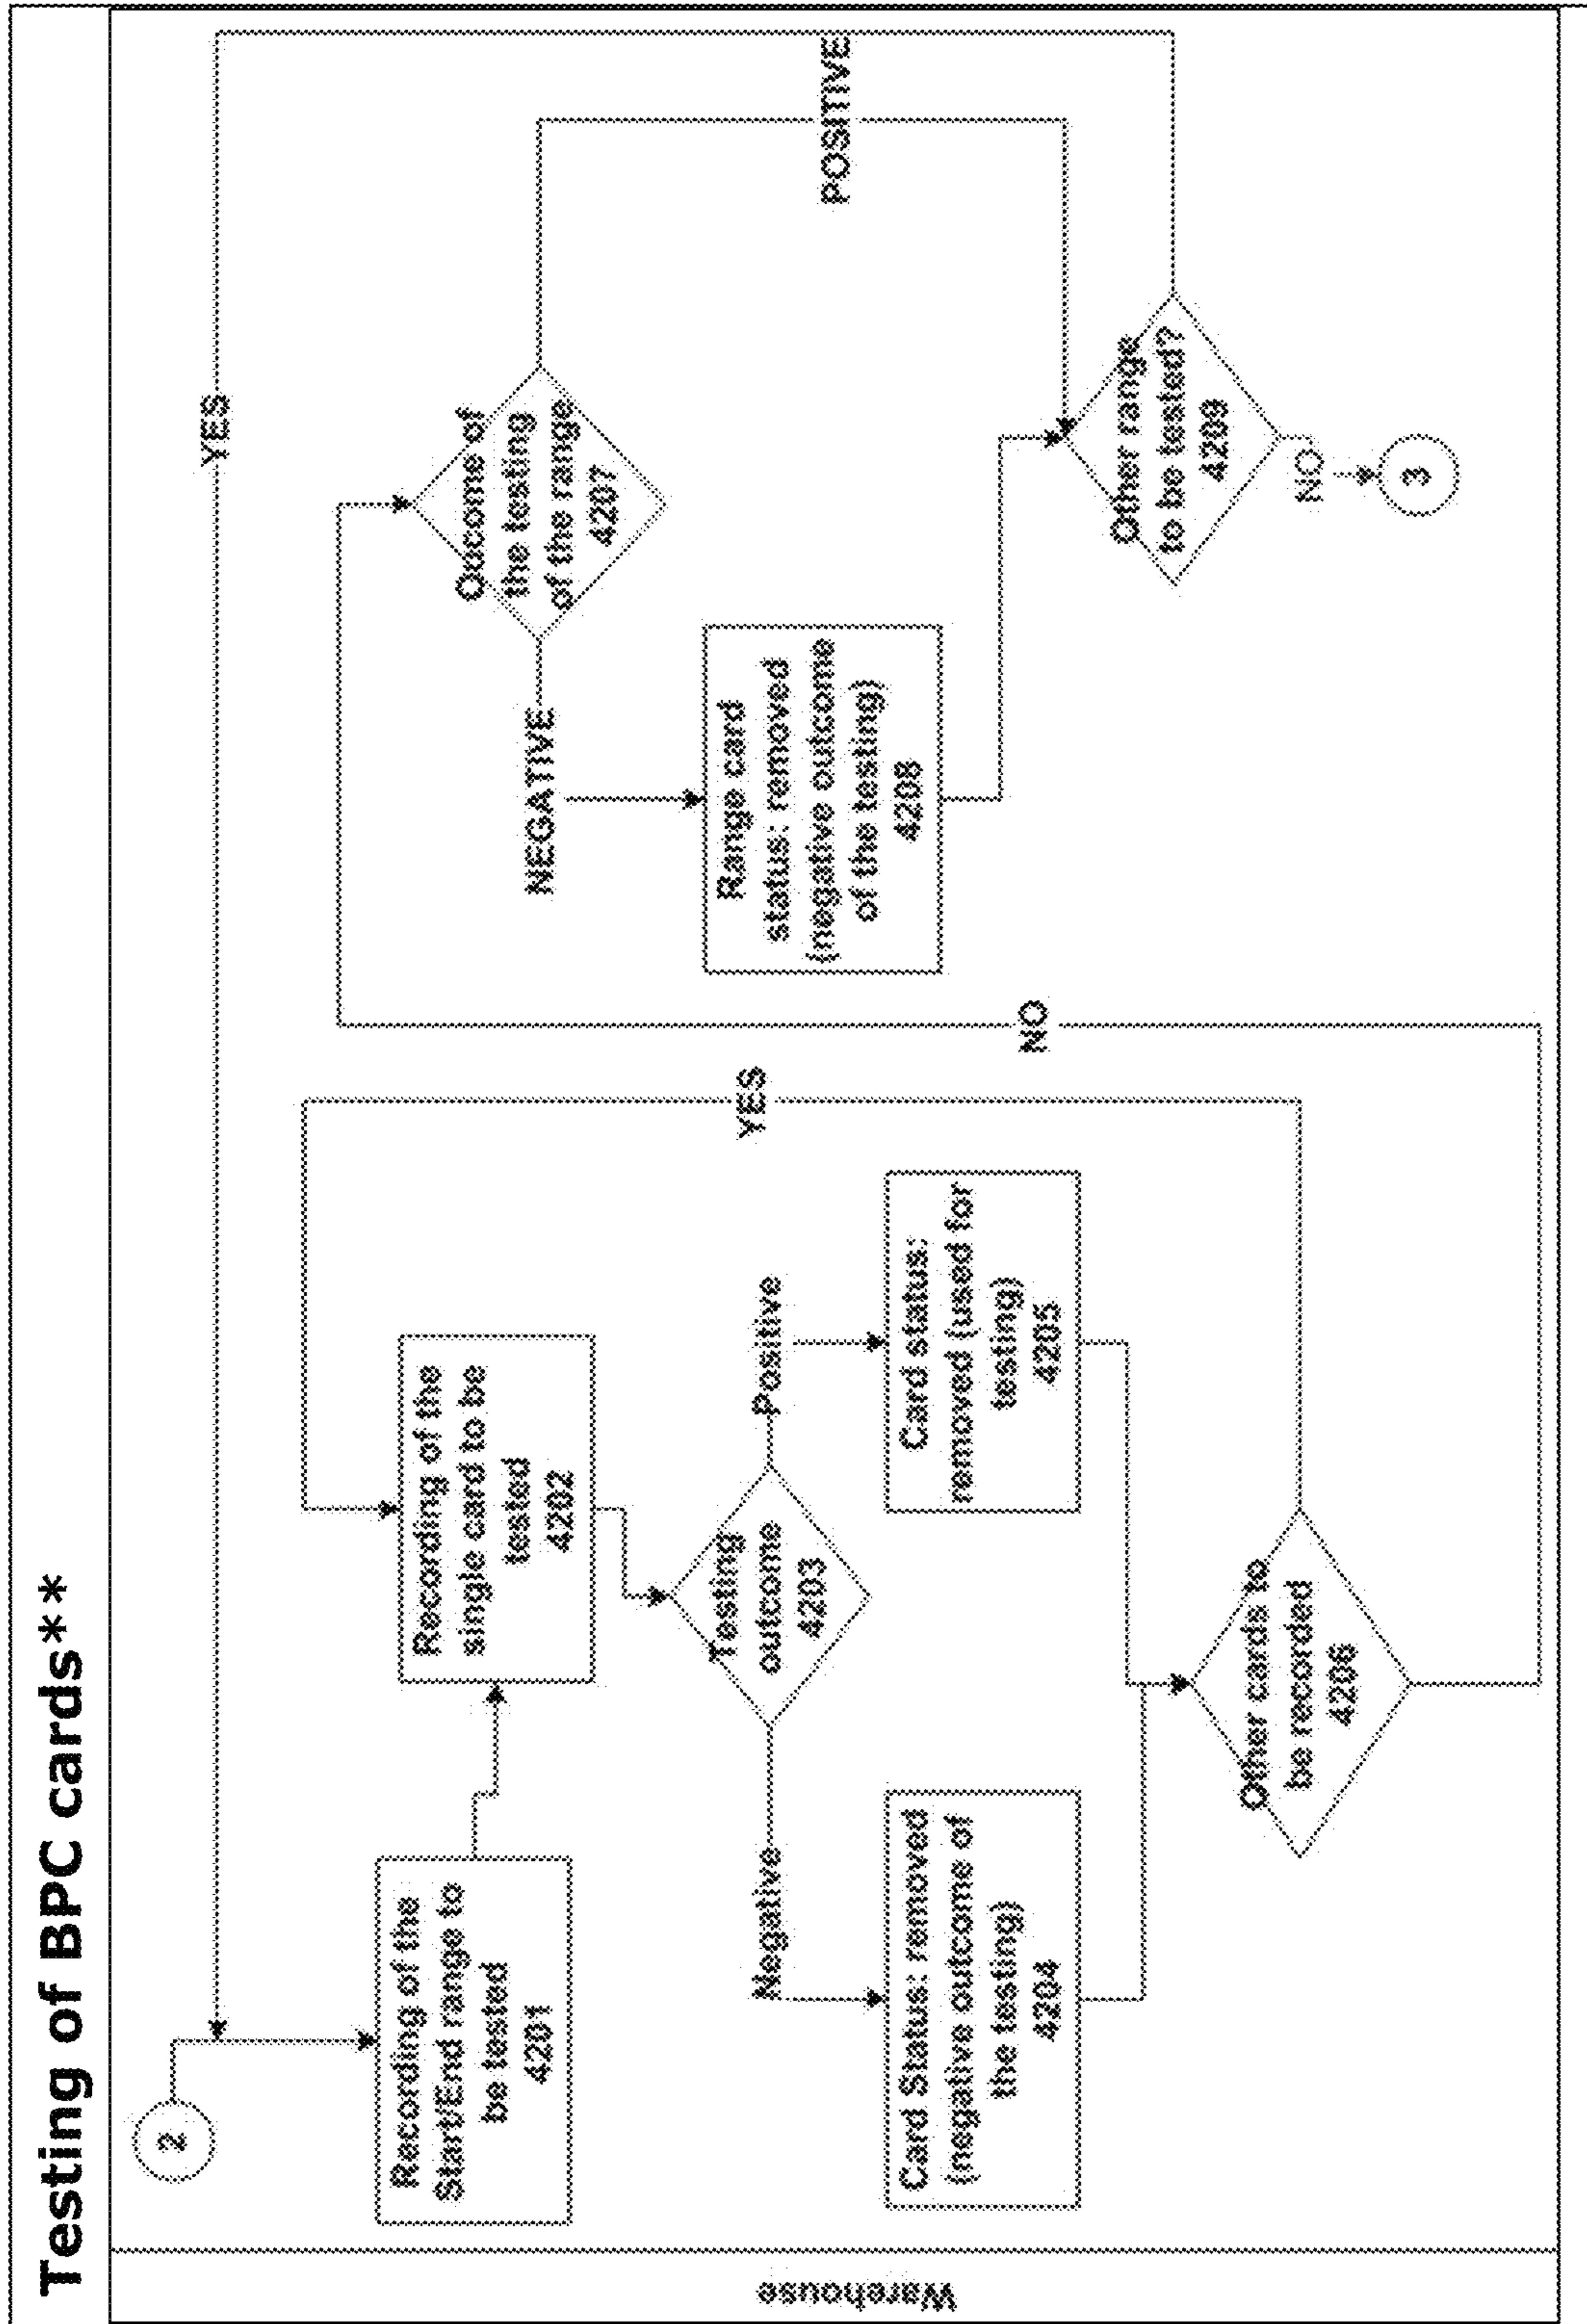 Testing of BPC cards**
Warehouse
2
Recording of the
Start/End range to
be tested
4201
Recording of the
single card to be
tested
4202
Testing
outcome
4203
Negative
Positive
Card Status: removed
(negative outcome of
the testing)
4204
Card status:
removed (used for
testing)
4205
Other cards to
be recorded
4206
YES
NO
Outcome of
the testing
of the range
4207
NEGATIVE
POSITIVE
Range card
status: removed
(negative outcome
of the testing)
4208
Other range
to be tested?
4209
YES
NO
3